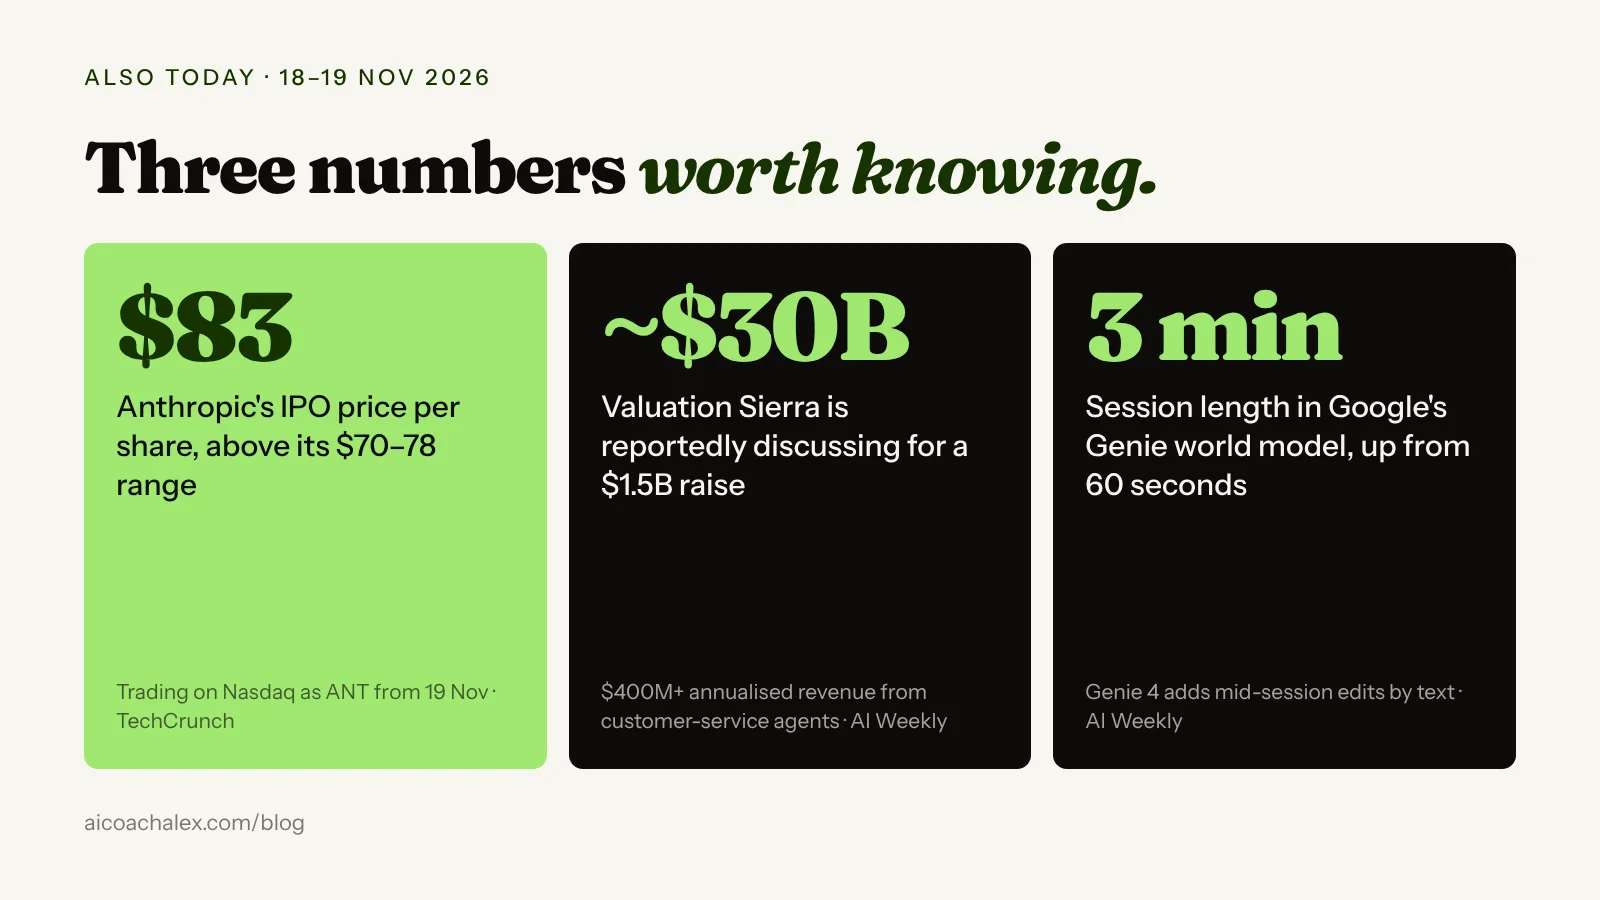 ALSO TODAY · 18–19 NOV 2026
Three numbers worth knowing.
$83
Anthropic's IPO price per
share, above its $70–78
range
Trading on Nasdaq as ANT from 19 Nov ·
TechCrunch
~$30B
Valuation Sierra is
reportedly discussing for a
$1.5B raise
$400M+ annualised revenue from
customer-service agents · AI Weekly
3 min
Session length in Google's
Genie world model, up from
60 seconds
Genie 4 adds mid-session edits by text ·
AI Weekly
aicoachalex.com/blog